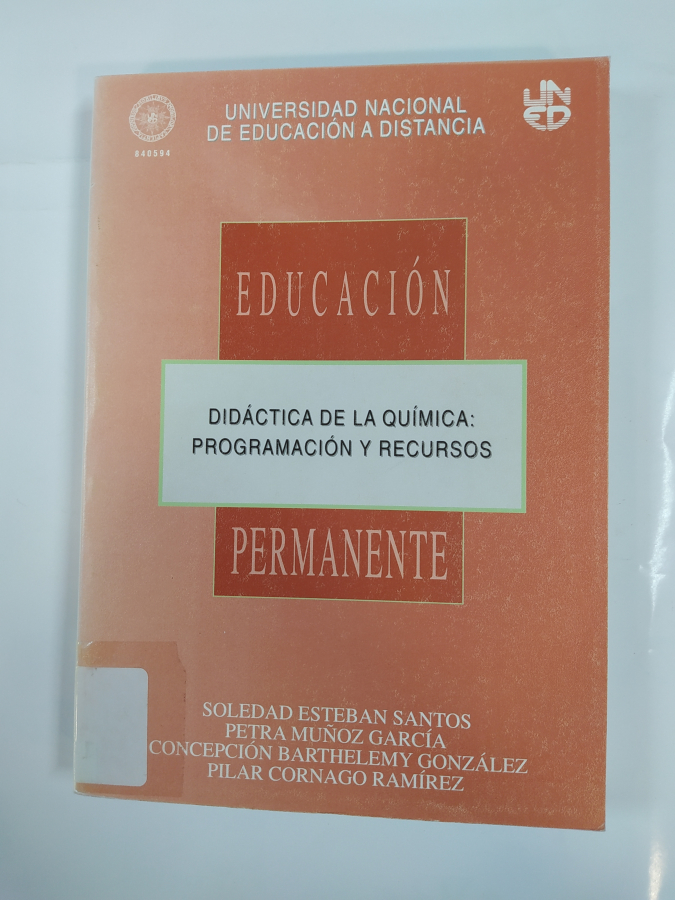 UNIVERSIDAD NACIONAL
DE EDUCACIÓN A DISTANCIA
UNED
840594
EDUCACIÓN
DIDÁCTICA DE LA QUÍMICA:
PROGRAMACIÓN Y RECURSOS
PERMANENTE
SOLEDAD ESTEBAN SANTOS
PETRA MUÑOZ GARCÍA
CONCEPCIÓN BARTHELEMY GONZÁLEZ
PILAR CORNAGO RAMÍREZ